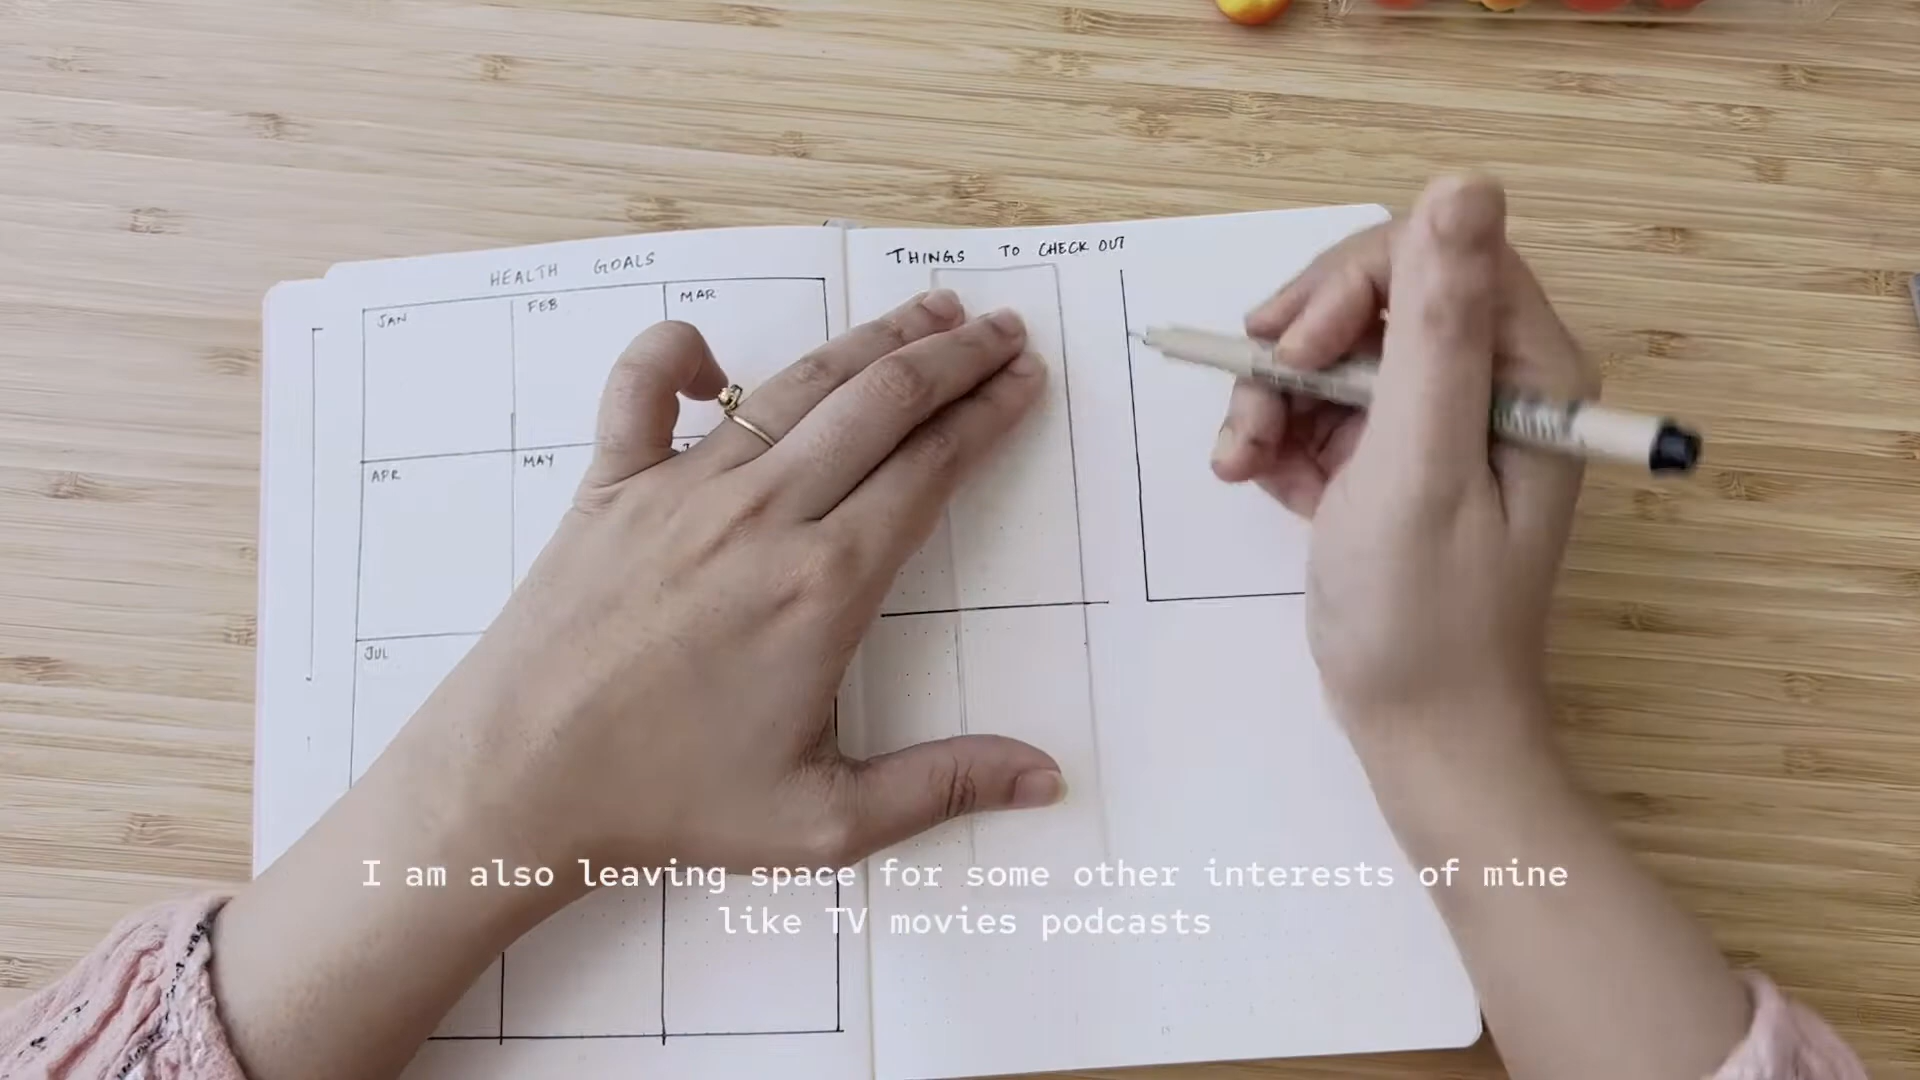 HEALTH GOALS
JAN
FEB
MAR
APR
MAY
JUL
THINGS TO CHECK OUT
I am also leaving space for some other interests of mine
like TV movies podcasts